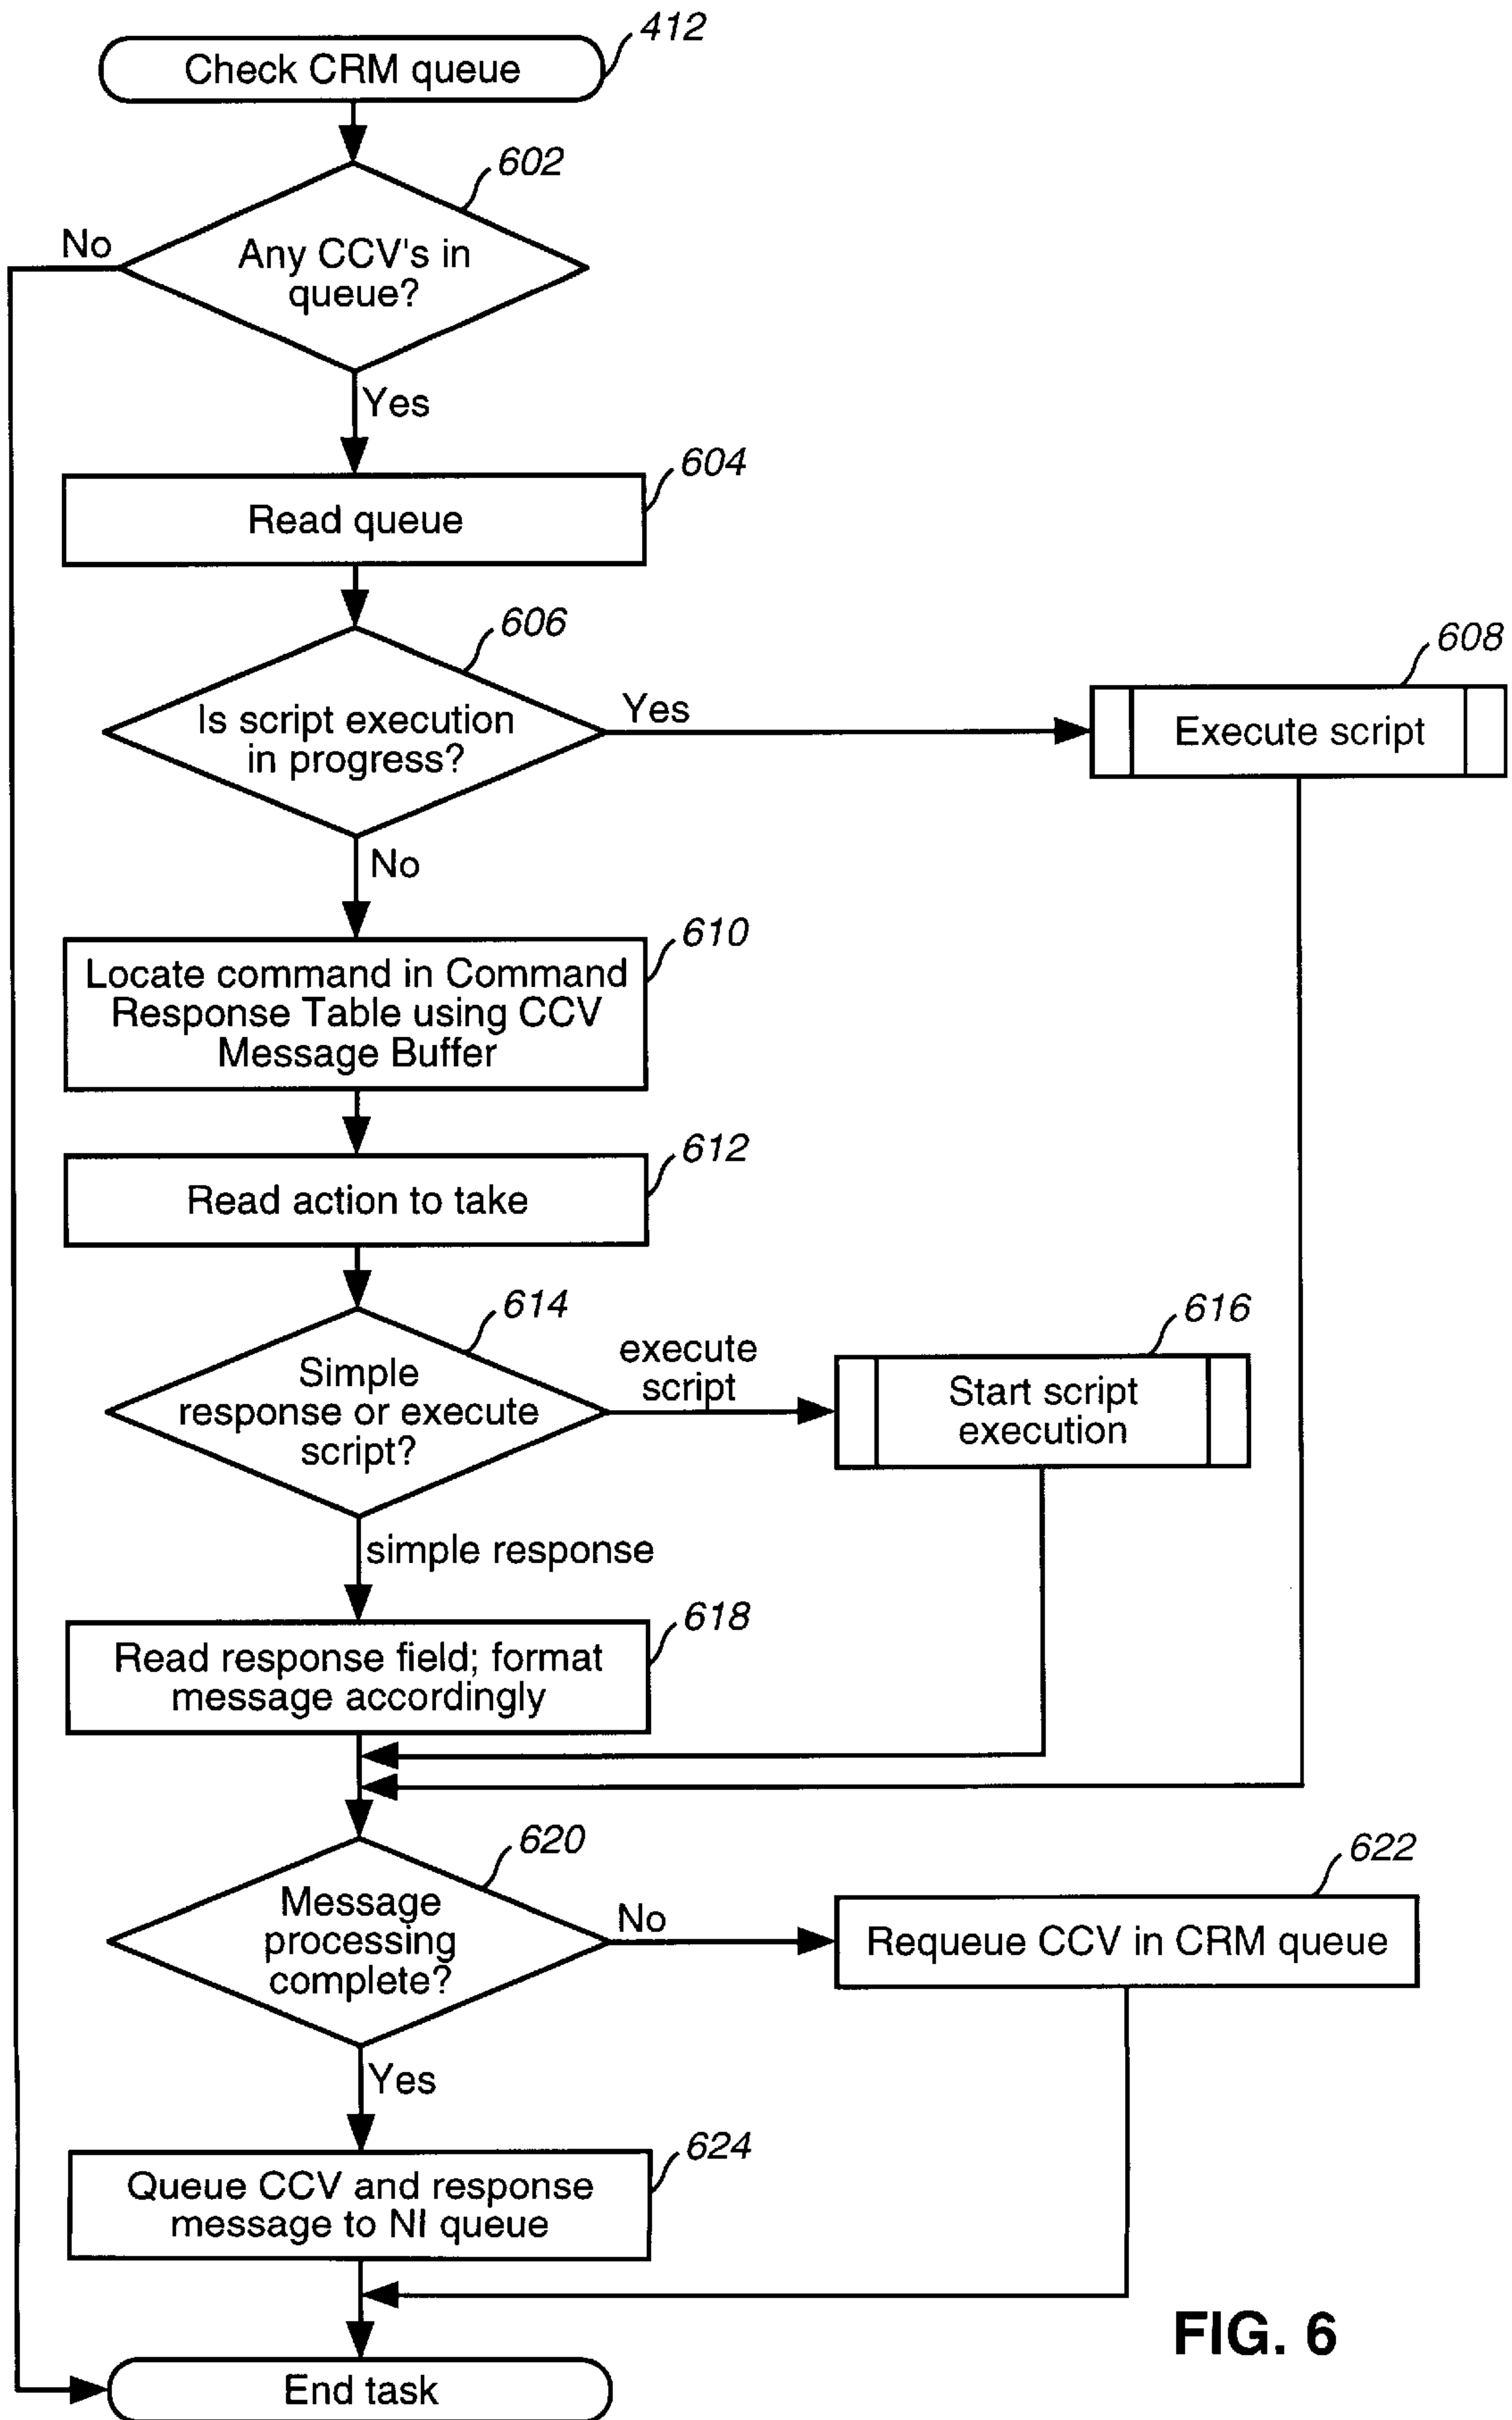 412
Check CRM queue
602
No
Any CCV's in
queue?
Yes
604
Read queue
606
608
Is script execution
in progress?
Yes
Execute script
No
610
Locate command in Command
Response Table using CCV
Message Buffer
612
Read action to take
614
616
execute
script
Simple
response or execute
script?
Start script
execution
simple response
618
Read response field; format
message accordingly
620
622
Message
processing
complete?
No
Requeue CCV in CRM queue
Yes
624
Queue CCV and response
message to NI queue
FIG. 6
End task